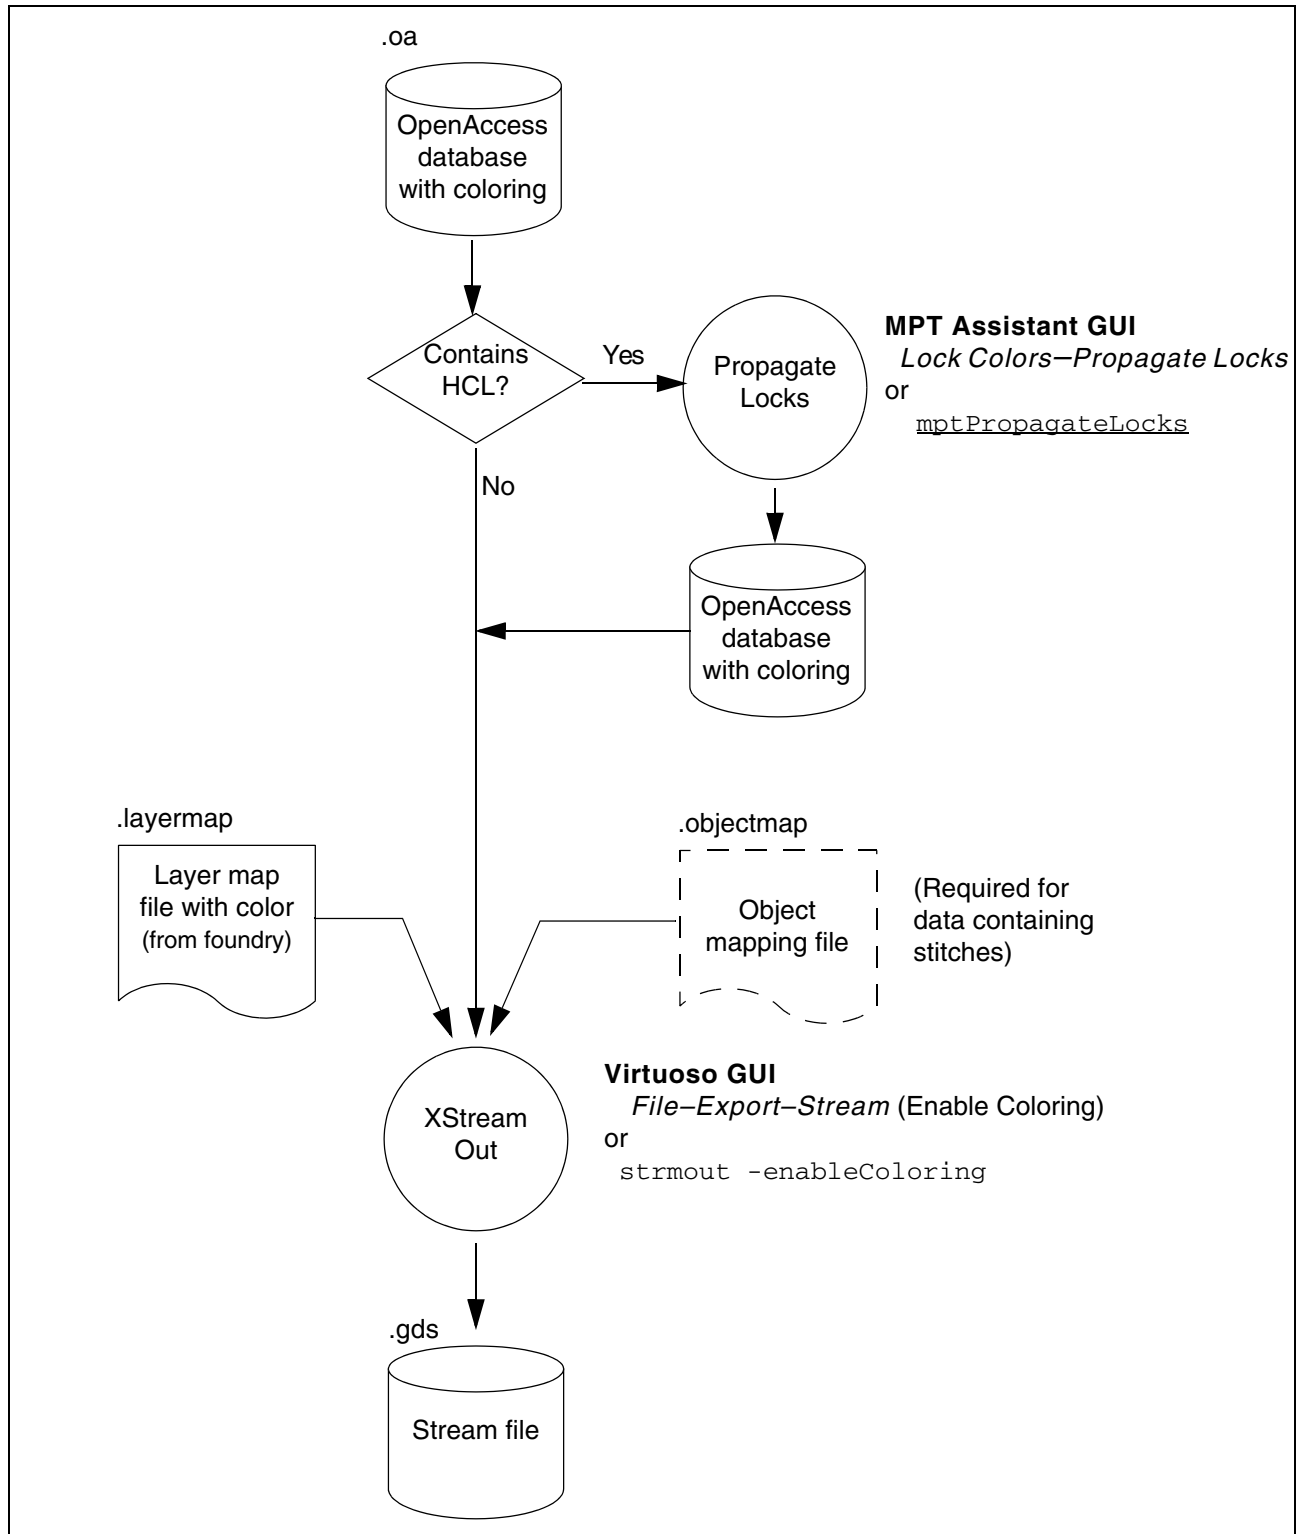 .oa
OpenAccess
database
with coloring
Contains
HCL?
Yes
Propagate
Locks
MPT Assistant GUI
Lock Colors–Propagate Locks
or
mptPropagateLocks
No
OpenAccess
database
with coloring
.layermap
Layer map
file with color
(from foundry)
.objectmap
Object
mapping file
(Required for
data containing
stitches)
XStream
Out
Virtuoso GUI
File–Export–Stream (Enable Coloring)
or
strmout -enableColoring
.gds
Stream file